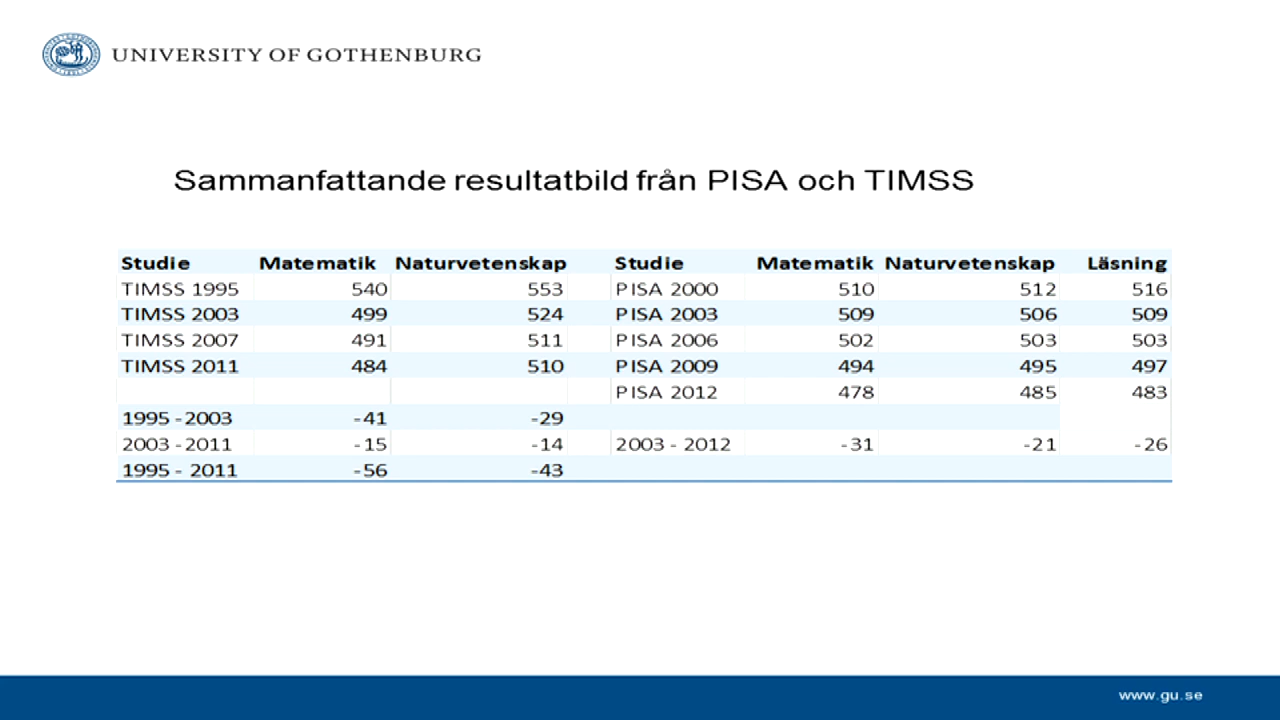 UNIVERSITY OF GOTHENBURG
Sammanfattande resultatbild från PISA och TIMSS
Studie Matematik Naturvetenskap Studie Matematik Naturvetenskap Läsning
TIMSS 1995 540 553 PISA 2000 510 512 516
TIMSS 2003 499 524 PISA 2003 509 506 509
TIMSS 2007 491 511 PISA 2006 502 503 503
TIMSS 2011 484 510 PISA 2009 494 495 497
PISA 2012 478 485 483
1995 -2003 -41 -29
2003 -2011 -15 -14 2003 - 2012 -31 -21 -26
1995 - 2011 -56 -43
www.gu.se